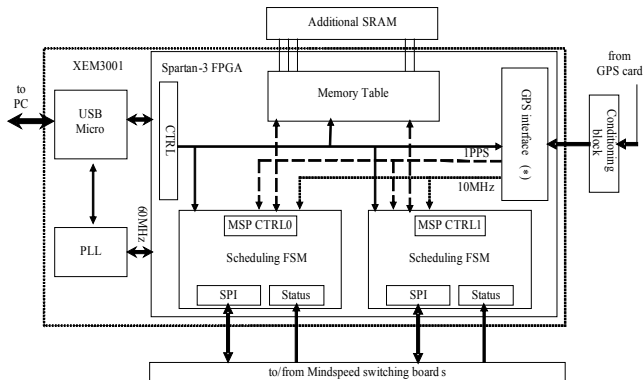 Additional SRAM
XEM3001
Spartan-3 FPGA
from
GPS card
to
PC
USB
Micro
CTRL
Memory Table
GPS interface (*)
Conditioning
block
1PPS
10MHz
60MHz
PLL
MSP CTRL0
Scheduling FSM
SPI
Status
MSP CTRL1
Scheduling FSM
SPI
Status
to/from Mindspeed switching board s